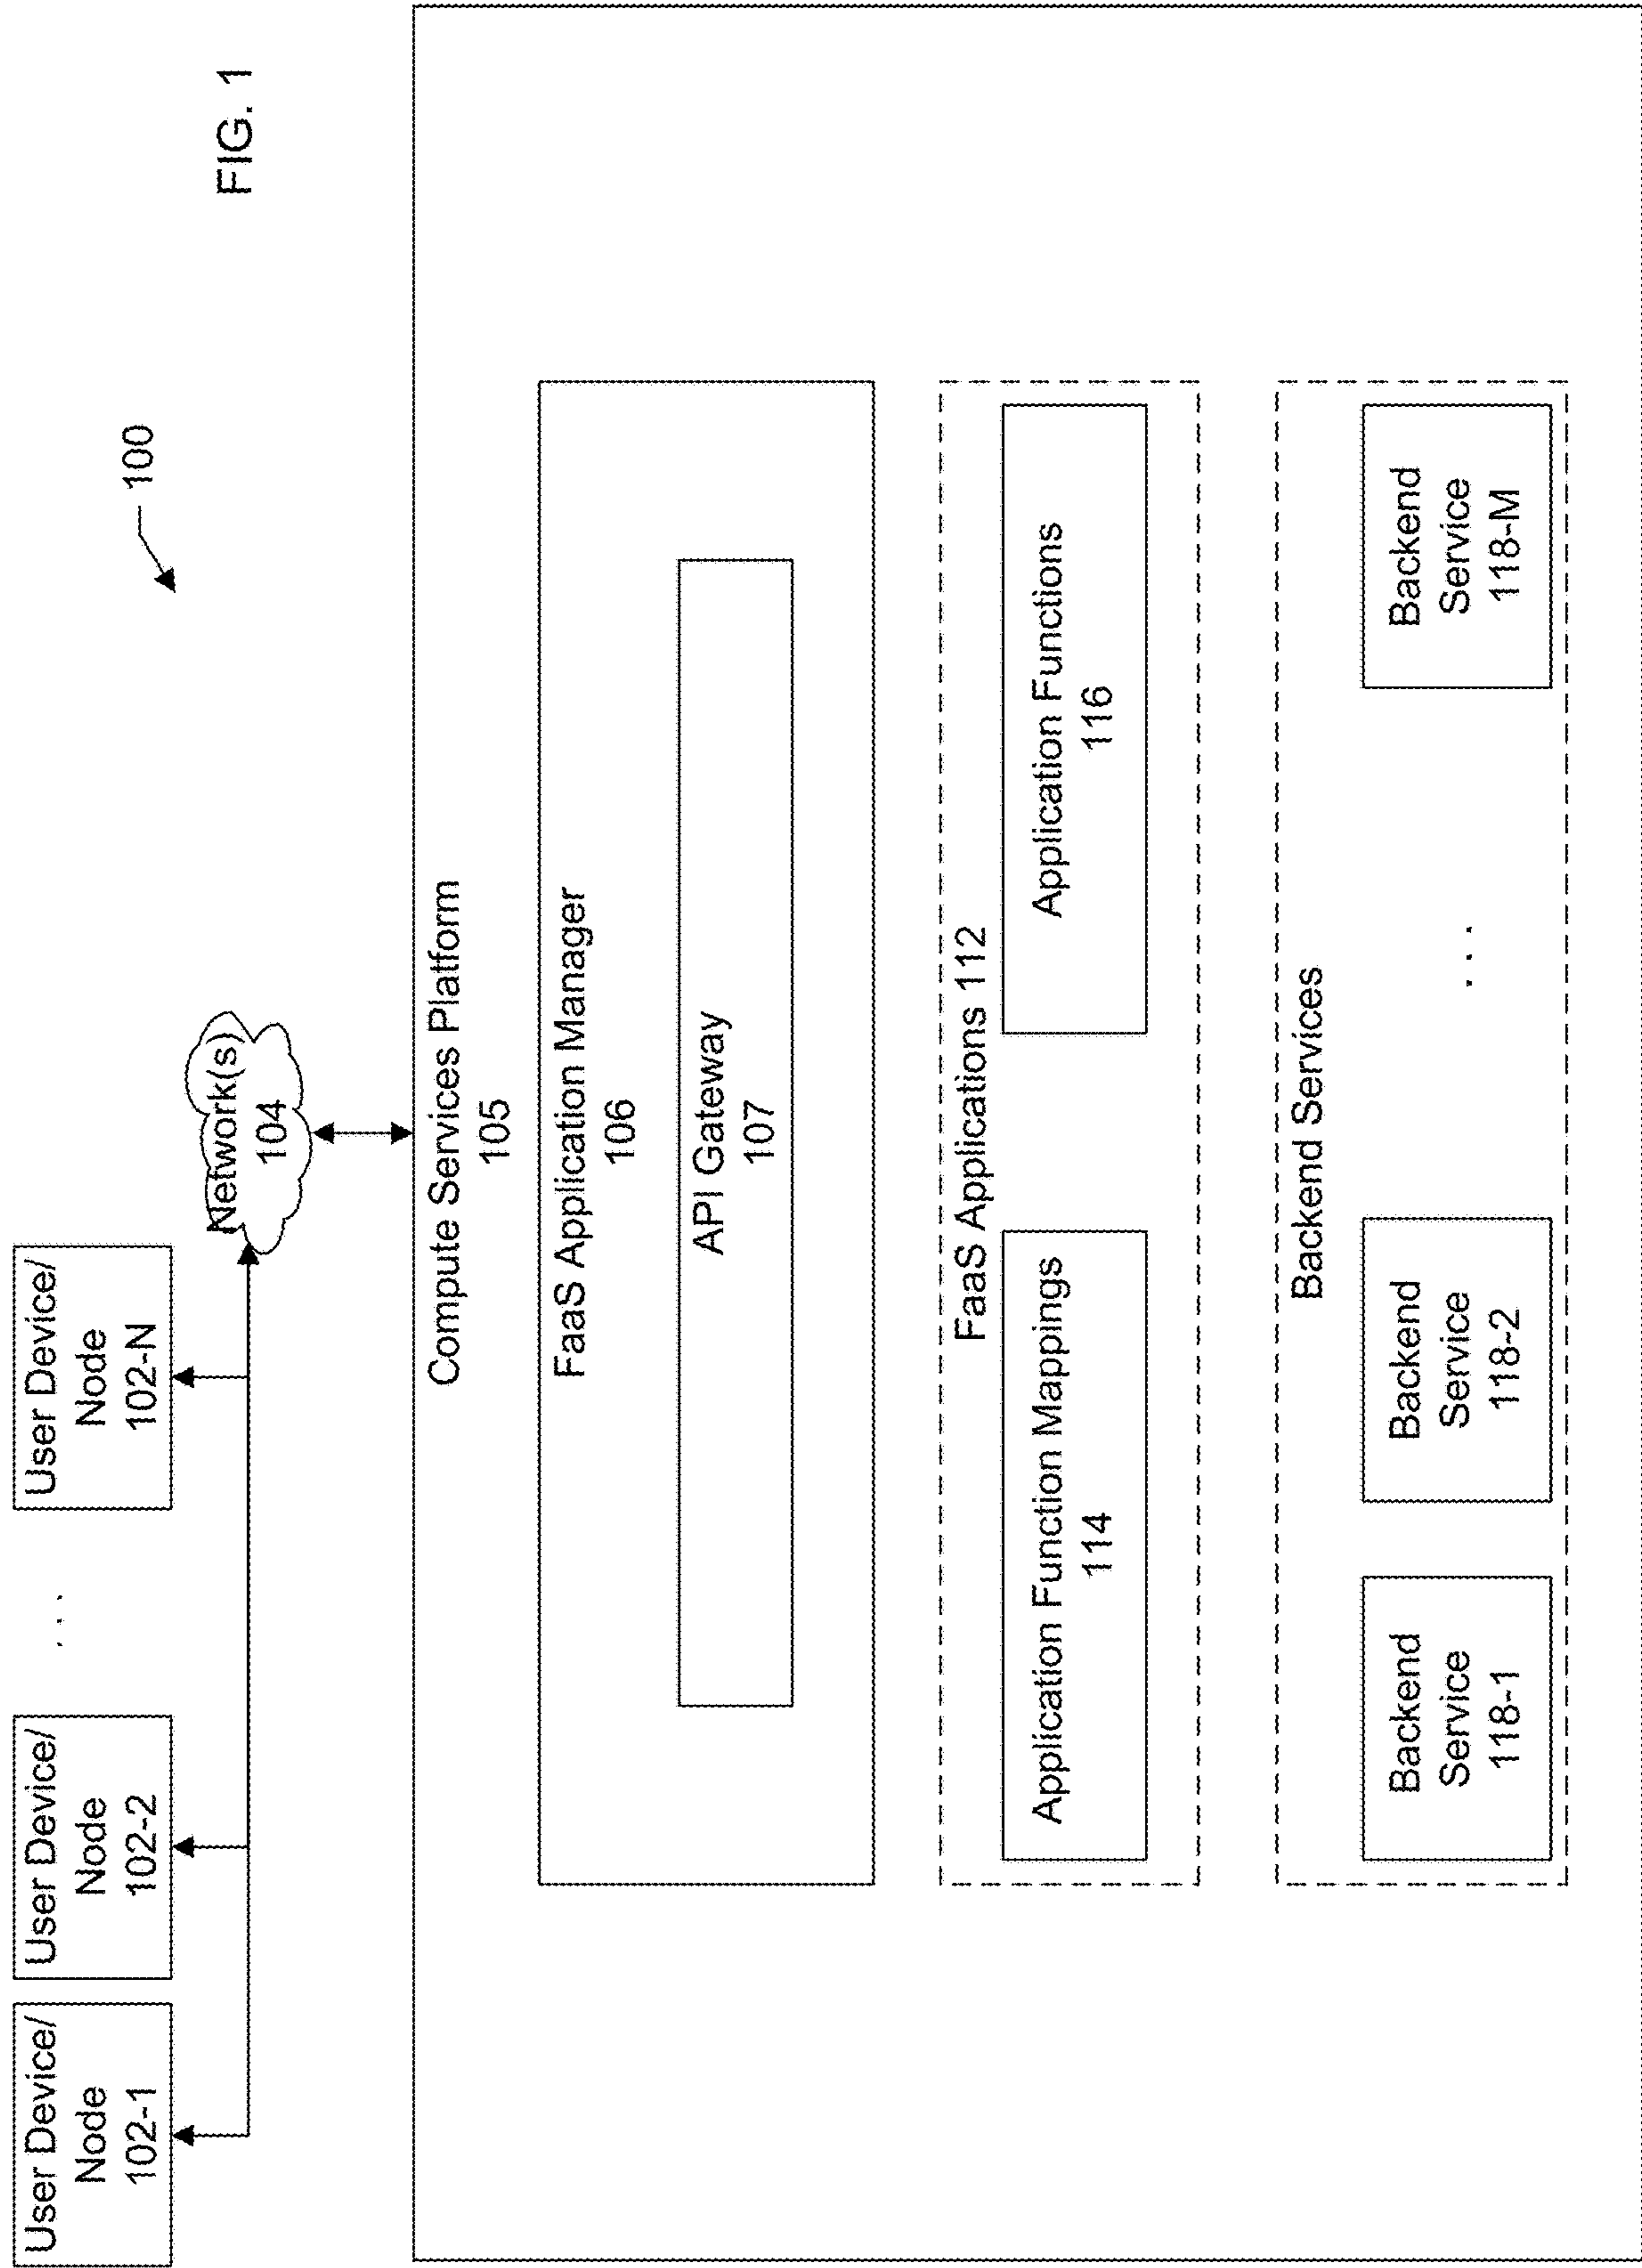 User Device/
Node
102-1
User Device/
Node
102-2
. . .
User Device/
Node
102-N
100
FIG. 1
Network(s)
104
Compute Services Platform
105
FaaS Application Manager
106
API Gateway
107
FaaS Applications 112
Application Function Mappings
114
Application Functions
116
Backend Services
Backend
Service
118-1
Backend
Service
118-2
. . .
Backend
Service
118-M